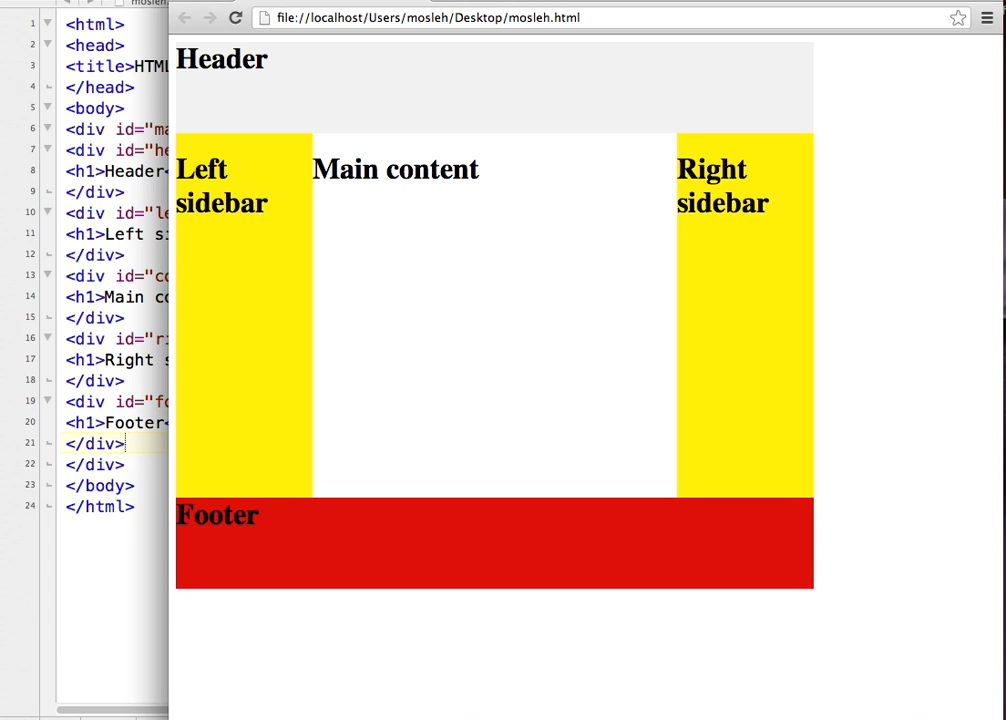 mosleh.
file://localhost/Users/mosleh/Desktop/mosleh.html
1 <html>
2 <head>
3 <title>HTML
4 </head>
5 <body>
6 <div id="ma
7 <div id="he
8 <h1>Header<
9 </div>
10 <div id="le
11 <h1>Left si
12 </div>
13 <div id="co
14 <h1>Main co
15 </div>
16 <div id="ri
17 <h1>Right s
18 </div>
19 <div id="fo
20 <h1>Footer<
21 </div>
22 </div>
23 </body>
24 </html>
Header
Left
sidebar
Main content
Right
sidebar
Footer